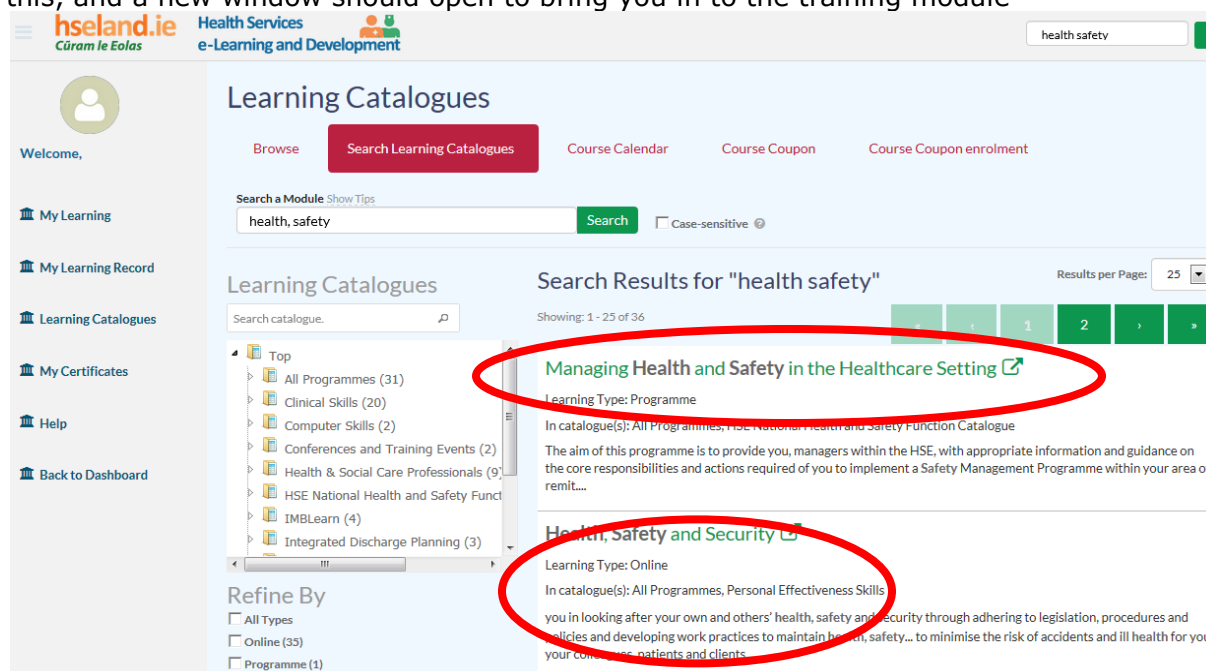 this, and a new window should open to bring you in to the training module
hseland.ie
Cúram le Eolas
Health Services
e-Learning and Development
health safety
Welcome,
My Learning
My Learning Record
Learning Catalogues
My Certificates
Help
Back to Dashboard
Learning Catalogues
Browse Search Learning Catalogues Course Calendar Course Coupon Course Coupon enrolment
Search a Module Show Tips
health, safety Search Case-sensitive
Learning Catalogues
Search catalogue.
Top
All Programmes (31)
Clinical Skills (20)
Computer Skills (2)
Conferences and Training Events (2)
Health & Social Care Professionals (9)
HSE National Health and Safety Funct
IMBLearn (4)
Integrated Discharge Planning (3)
Refine By
All Types
Online (35)
Programme (1)
Search Results for "health safety" Results per Page: 25
Showing: 1 - 25 of 36 « ‹ 1 2 › »
Managing Health and Safety in the Healthcare Setting
Learning Type: Programme
In catalogue(s): All Programmes, HSE National Health and Safety Function Catalogue
The aim of this programme is to provide you, managers within the HSE, with appropriate information and guidance on
the core responsibilities and actions required of you to implement a Safety Management Programme within your area of
remit....
Health, Safety and Security
Learning Type: Online
In catalogue(s): All Programmes, Personal Effectiveness Skills
you in looking after your own and others' health, safety and security through adhering to legislation, procedures and
policies and developing work practices to maintain health, safety... to minimise the risk of accidents and ill health for you
your colleagues, patients and clients.